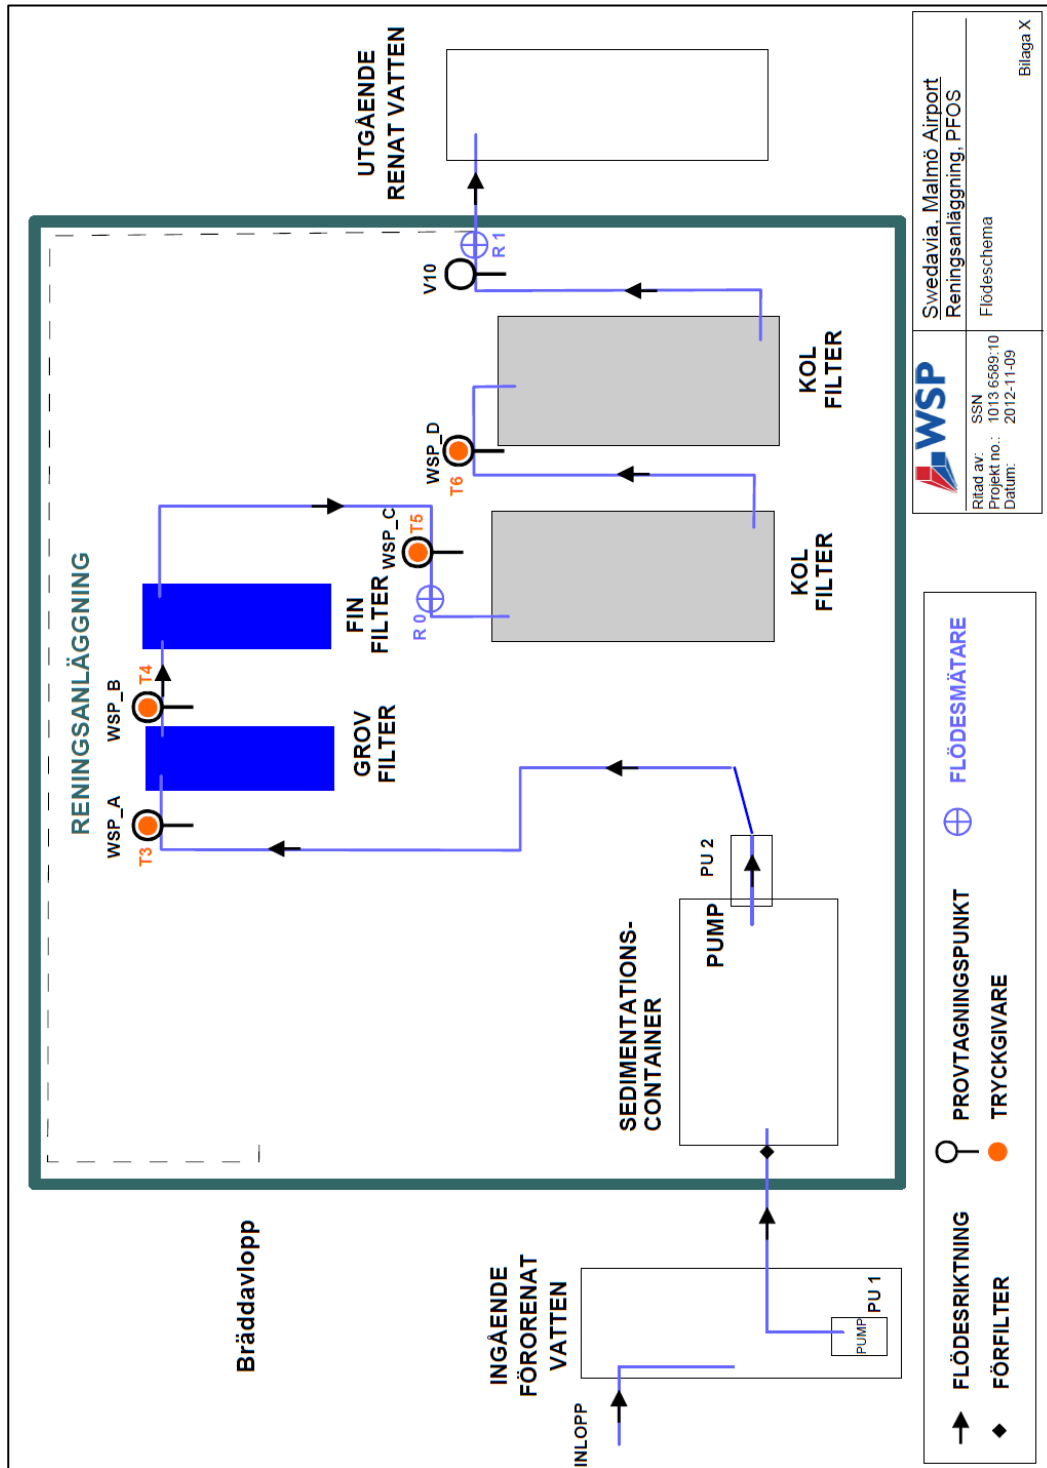 RENINGSANLÄGGNING
Bräddavlopp
INLOPP
INGÅENDE
FÖRORENAT
VATTEN
PUMP
PU 1
SEDIMENTATIONS-
CONTAINER
PUMP
PU 2
WSP_A
T3
GROV
FILTER
WSP_B
T4
FIN
FILTER
WSP_C
T5
R 0
KOL
FILTER
WSP_D
T6
KOL
FILTER
V10
R 1
UTGÅENDE
RENAT VATTEN
FLÖDESRIKTNING
PROVTAGNINGSPUNKT
FLÖDESMÄTARE
FÖRFILTER
TRYCKGIVARE
WSP
Ritad av: SSN
Projekt no.: 1013 6589:10
Datum: 2012-11-09
Swedavia, Malmö Airport
Reningsanläggning, PFOS
Flödeschema
Bilaga X